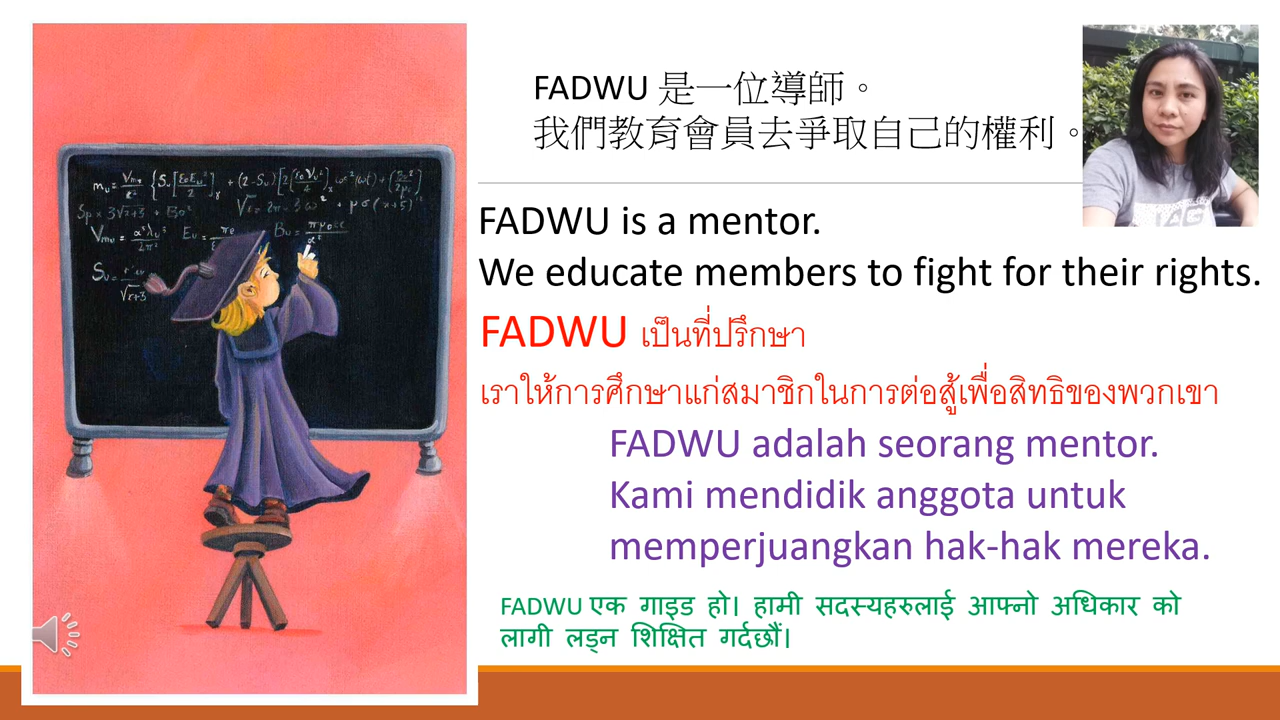 FADWU 是一位導師。
我們教育會員去爭取自己的權利。
FADWU is a mentor.
We educate members to fight for their rights.
FADWU เป็นที่ปรึกษา
เราให้การศึกษาแก่สมาชิกในการต่อสู้เพื่อสิทธิของพวกเขา
FADWU adalah seorang mentor.
Kami mendidik anggota untuk
memperjuangkan hak-hak mereka.
FADWU एक गाइड हो। हामी सदस्यहरुलाई आफ्नो अधिकार को
लागी लड्न शिक्षित गर्दछौं।